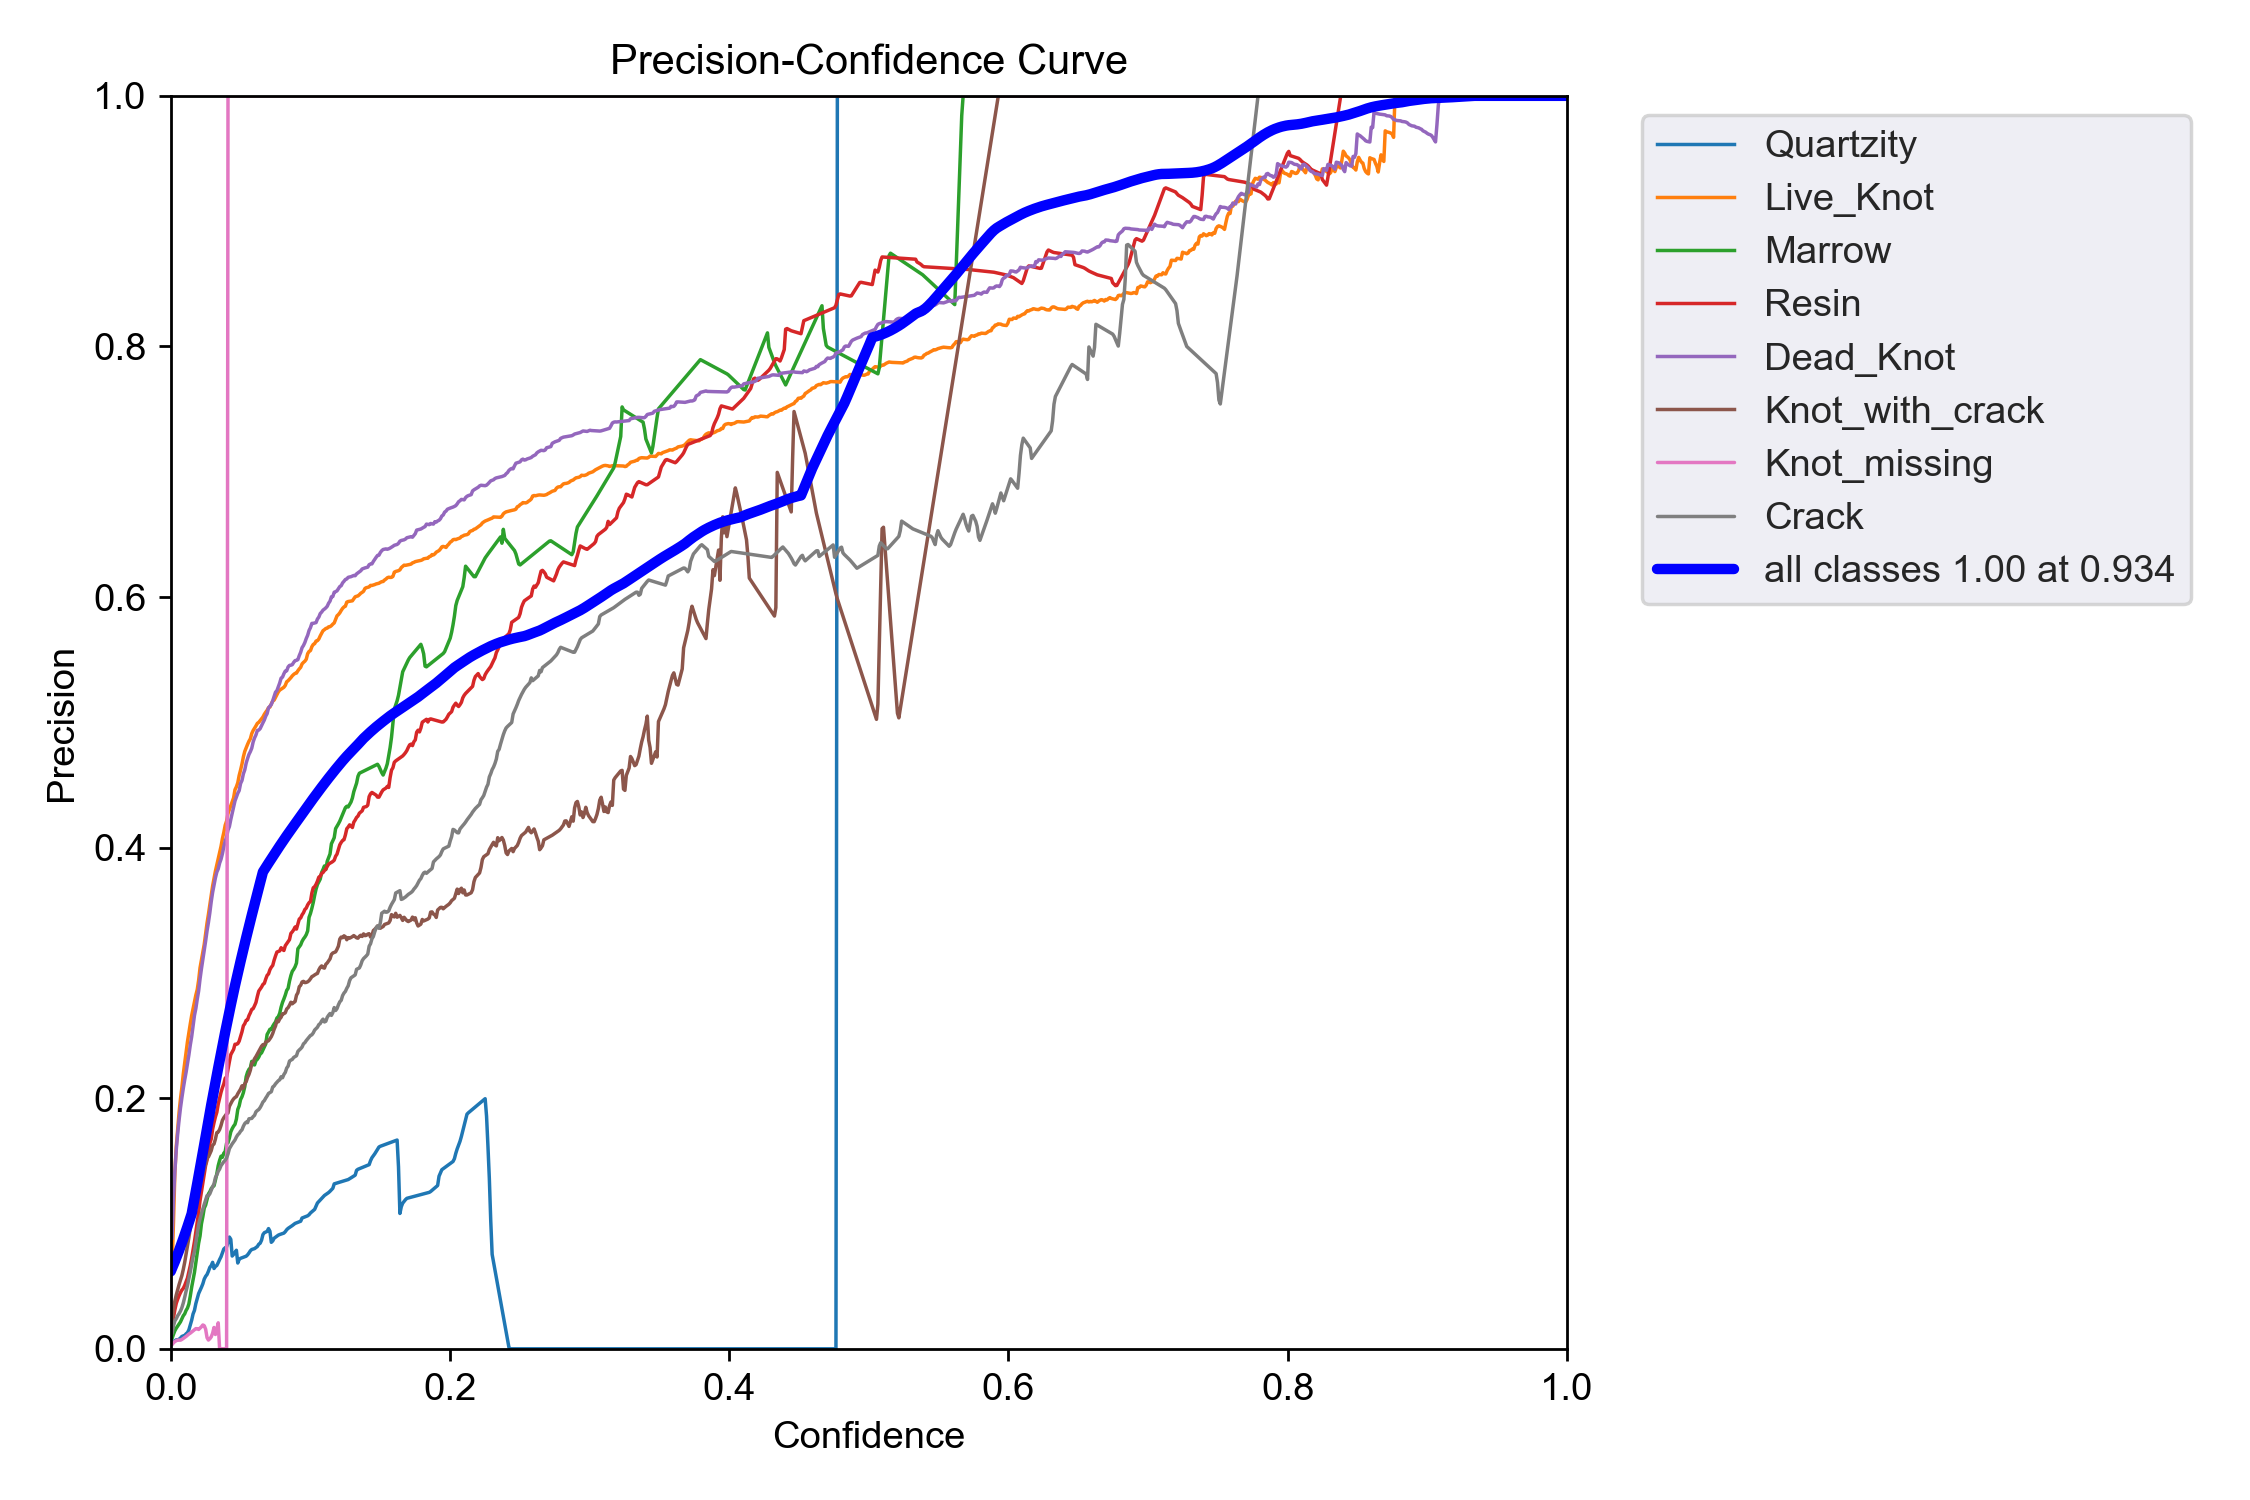 Precision-Confidence Curve
1.0
0.8
0.6
0.4
0.2
0.0
Precision
0.0 0.2 0.4 0.6 0.8 1.0
Confidence
Quartzity
Live_Knot
Marrow
Resin
Dead_Knot
Knot_with_crack
Knot_missing
Crack
all classes 1.00 at 0.934